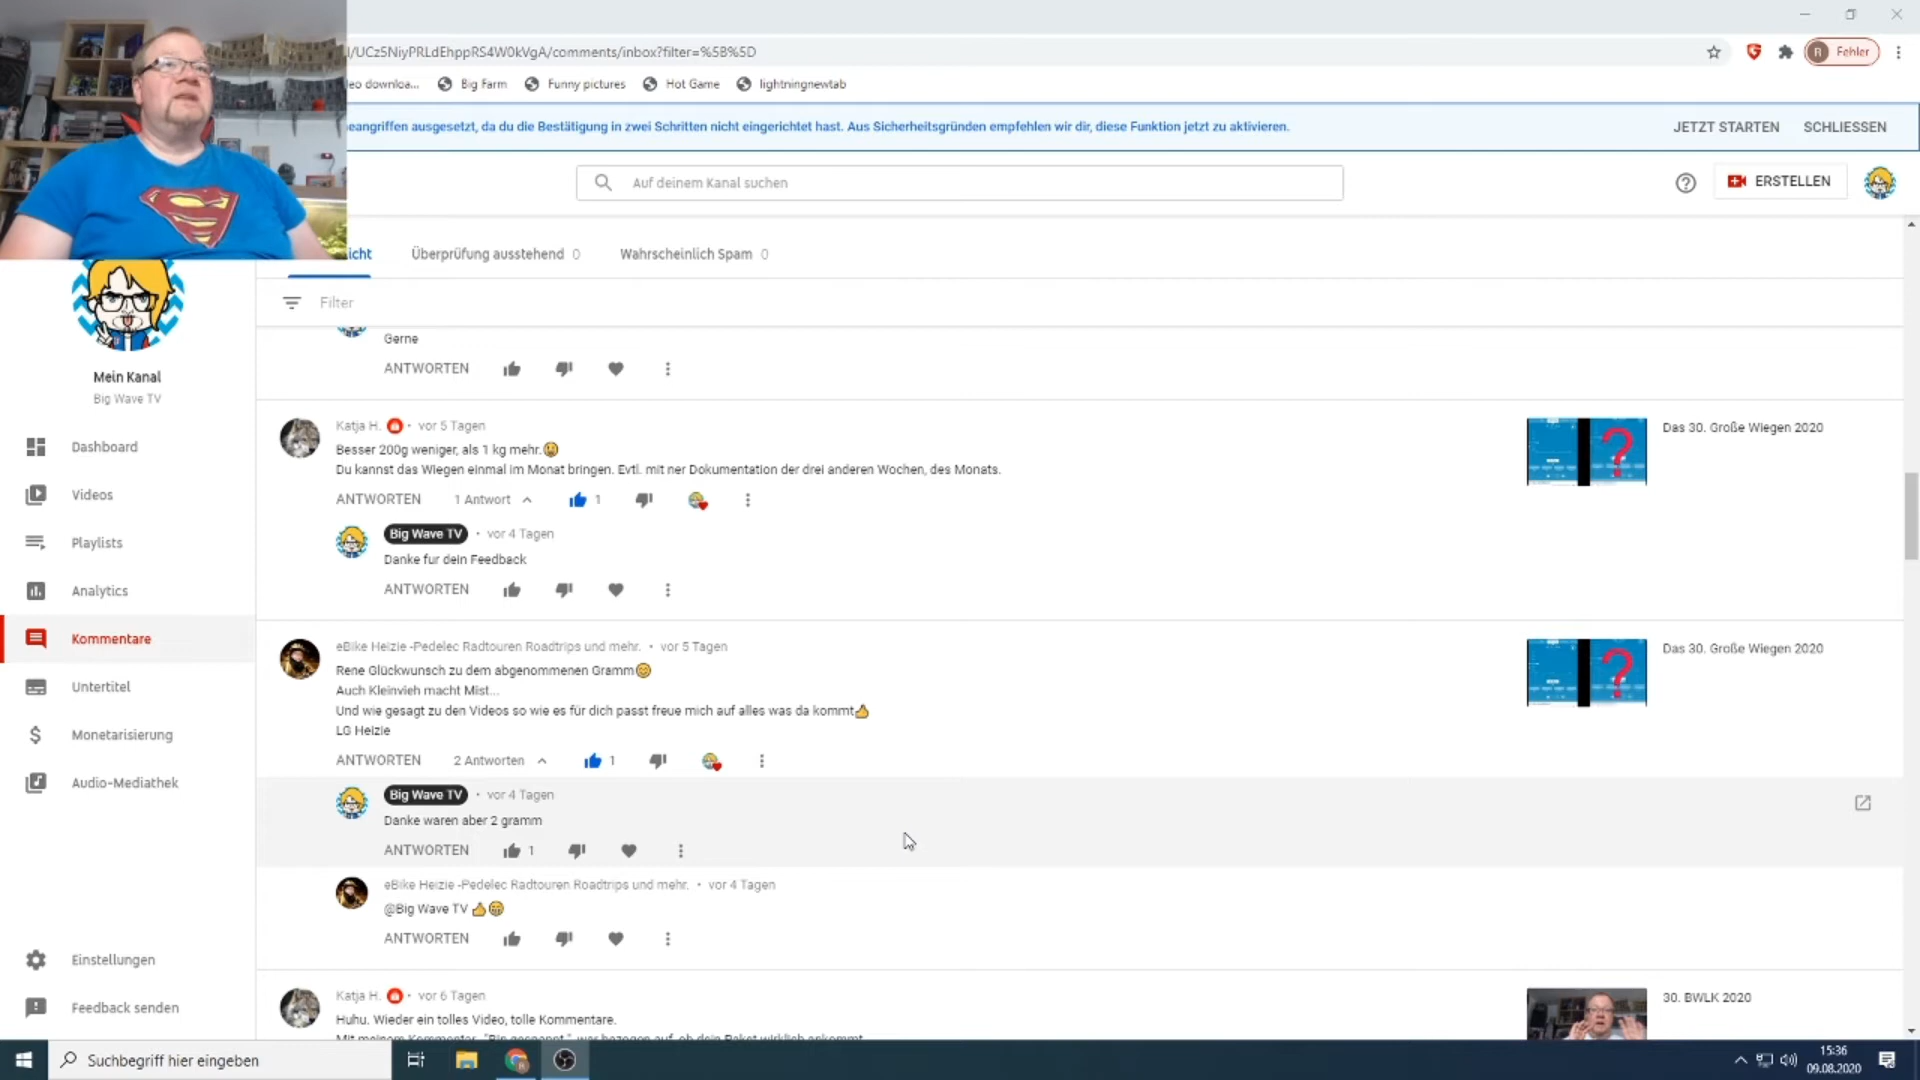 /UCz5NiyPRLdEhppRS4W0kVgA/comments/inbox?filter=%5B%5D
R Fehler
eo downloa...
Big Farm
Funny pictures
Hot Game
lightningnewtab
eangriffen ausgesetzt, da du die Bestätigung in zwei Schritten nicht eingerichtet hast. Aus Sicherheitsgründen empfehlen wir dir, diese Funktion jetzt zu aktivieren.
JETZT STARTEN
SCHLIESSEN
Auf deinem Kanal suchen
ERSTELLEN
icht
Überprüfung ausstehend 0
Wahrscheinlich Spam 0
Filter
Mein Kanal
Big Wave TV
Dashboard
Videos
Playlists
Analytics
Kommentare
Untertitel
Monetarisierung
Audio-Mediathek
Einstellungen
Feedback senden
Gerne
ANTWORTEN
Katja H. • vor 5 Tagen
Besser 200g weniger, als 1 kg mehr.😢
Du kannst das Wiegen einmal im Monat bringen. Evtl. mit ner Dokumentation der drei anderen Wochen, des Monats.
ANTWORTEN 1 Antwort 1
Das 30. Große Wiegen 2020
Big Wave TV • vor 4 Tagen
Danke fur dein Feedback
ANTWORTEN
eBike Heizie -Pedelec Radtouren Roadtrips und mehr. • vor 5 Tagen
Rene Glückwunsch zu dem abgenommenen Gramm😊
Auch Kleinvieh macht Mist...
Und wie gesagt zu den Videos so wie es für dich passt freue mich auf alles was da kommt👍
LG Heizie
ANTWORTEN 2 Antworten 1
Das 30. Große Wiegen 2020
Big Wave TV • vor 4 Tagen
Danke waren aber 2 gramm
ANTWORTEN 1
eBike Heizie -Pedelec Radtouren Roadtrips und mehr. • vor 4 Tagen
@Big Wave TV 👍😁
ANTWORTEN
Katja H. • vor 6 Tagen
Huhu. Wieder ein tolles Video, tolle Kommentare.
Mit meinem Kommentar, "Bin gespannt," war bezogen auf, ob dein Paket wirklich ankommt
30. BWLK 2020
Suchbegriff hier eingeben
15:36
09.08.2020